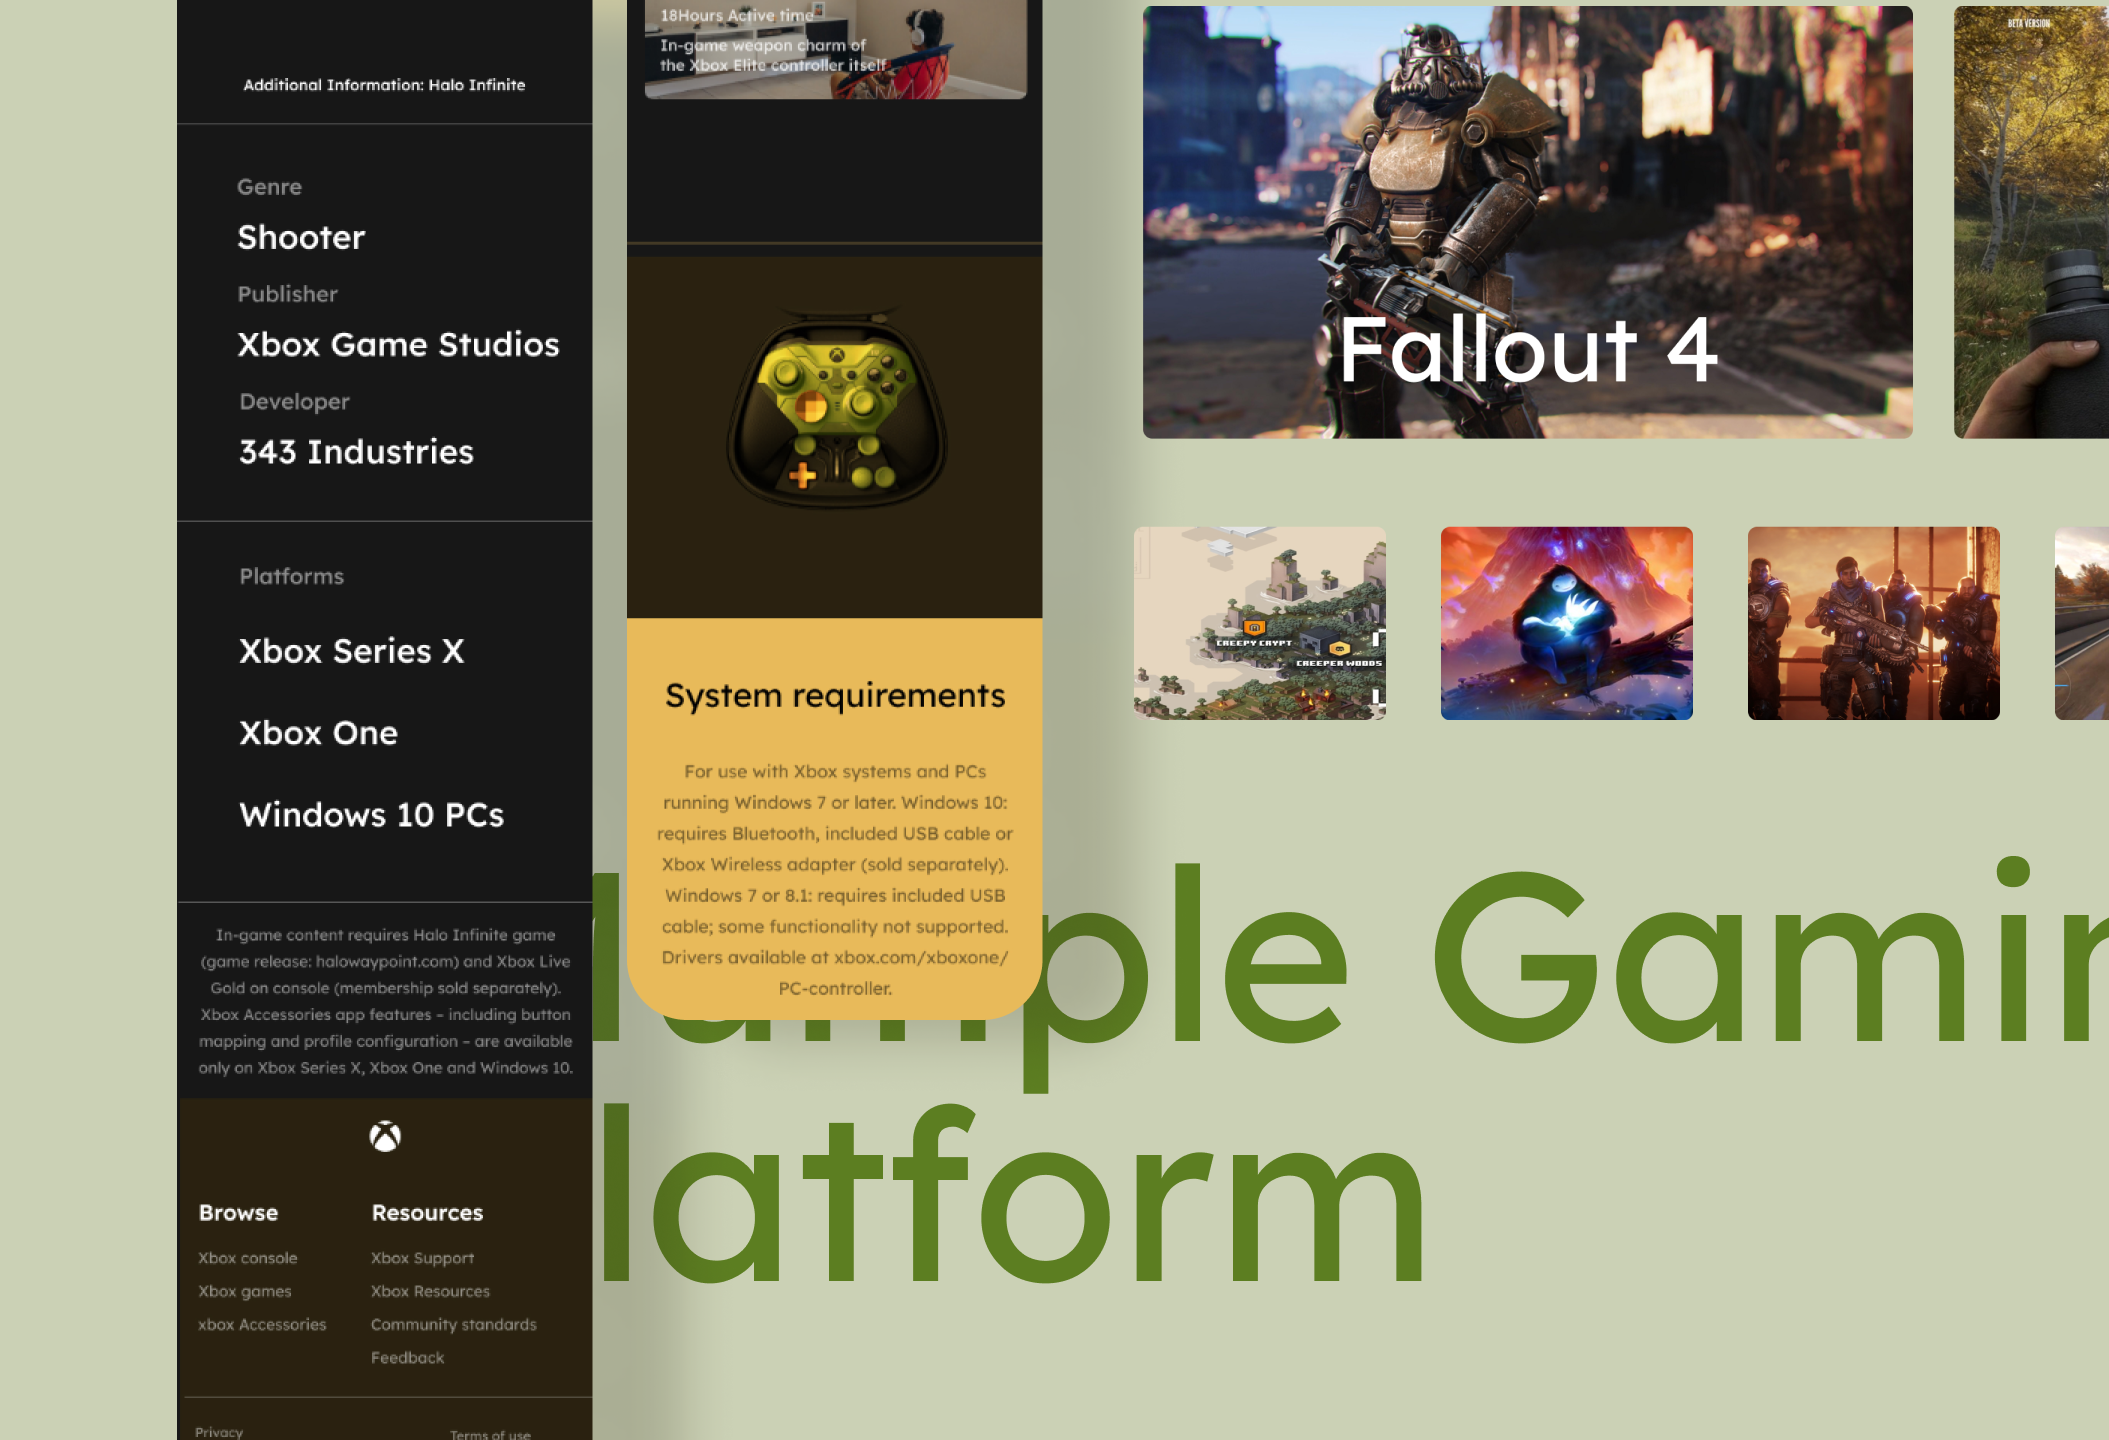 Additional Information: Halo Infinite
Genre
Shooter
Publisher
Xbox Game Studios
Developer
343 Industries
Platforms
Xbox Series X
Xbox One
Windows 10 PCs
In-game content requires Halo Infinite game
(game release: halowaypoint.com) and Xbox Live
Gold on console (membership sold separately).
Xbox Accessories app features – including button
mapping and profile configuration – are available
only on Xbox Series X, Xbox One and Windows 10.
Browse
Xbox console
Xbox games
xbox Accessories
Resources
Xbox Support
Xbox Resources
Community standards
Feedback
Privacy
Terms of use
18Hours Active time
In-game weapon charm of
the Xbox Elite controller itself
System requirements
For use with Xbox systems and PCs
running Windows 7 or later. Windows 10:
requires Bluetooth, included USB cable or
Xbox Wireless adapter (sold separately).
Windows 7 or 8.1: requires included USB
cable; some functionality not supported.
Drivers available at xbox.com/xboxone/
PC-controller.
Fallout 4
BETA VERSION
CREEPY CRYPT
CREEPER WOODS
ple Gamin
latform